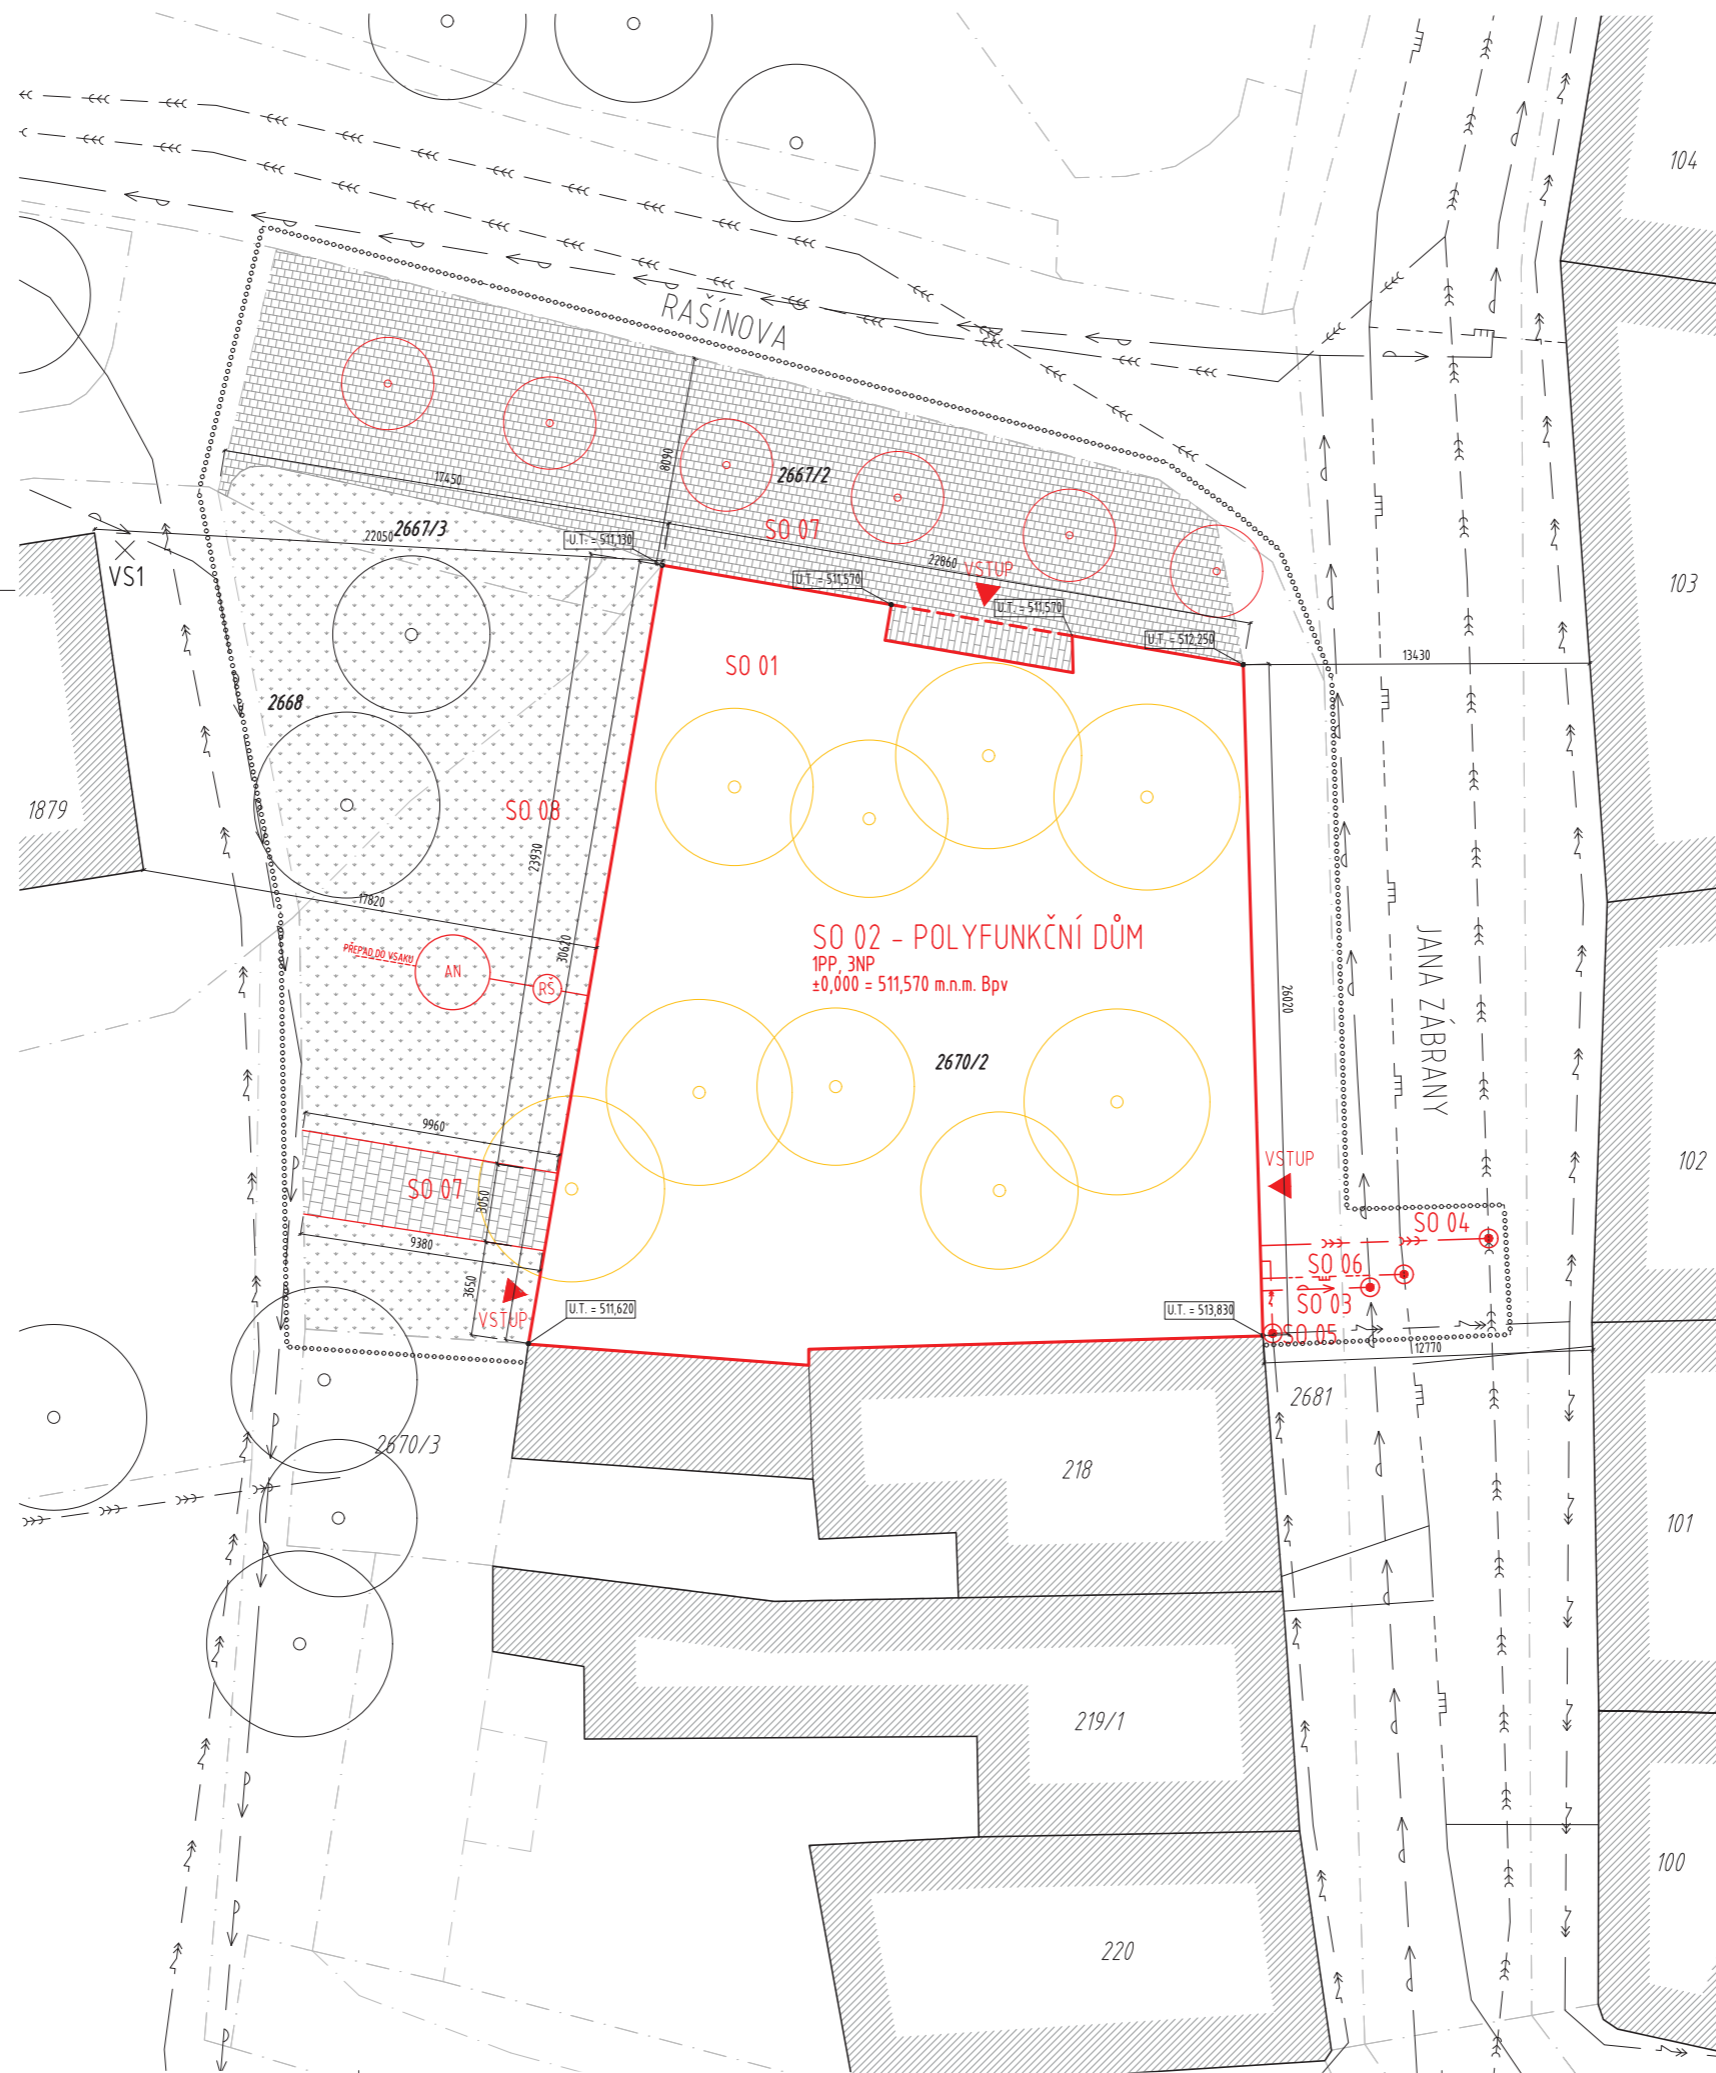 104
RAŠÍNOVA
8090
17450
2667/2
2667/3
22050
SO 07
U.T. = 511,130
22860
VSTUP
VS1
U.T. = 511,570
103
U.T. = 511,570
U.T. = 512,250
13430
SO 01
2668
1879
SO 08
23930
17820
30620
PŘEPAD DO VSAKU
AN
RŠ
SO 02 - POLYFUNKČNÍ DŮM
1PP, 3NP
±0,000 = 511,570 m.n.m. Bpv
26020
JANA ZÁBRANY
2670/2
9960
SO 07
3050
VSTUP
102
9380
SO 04
SO 06
3650
SO 03
VSTUP
U.T. = 511,620
U.T. = 513,830
SO 05
12770
2681
2670/3
218
101
219/1
100
220